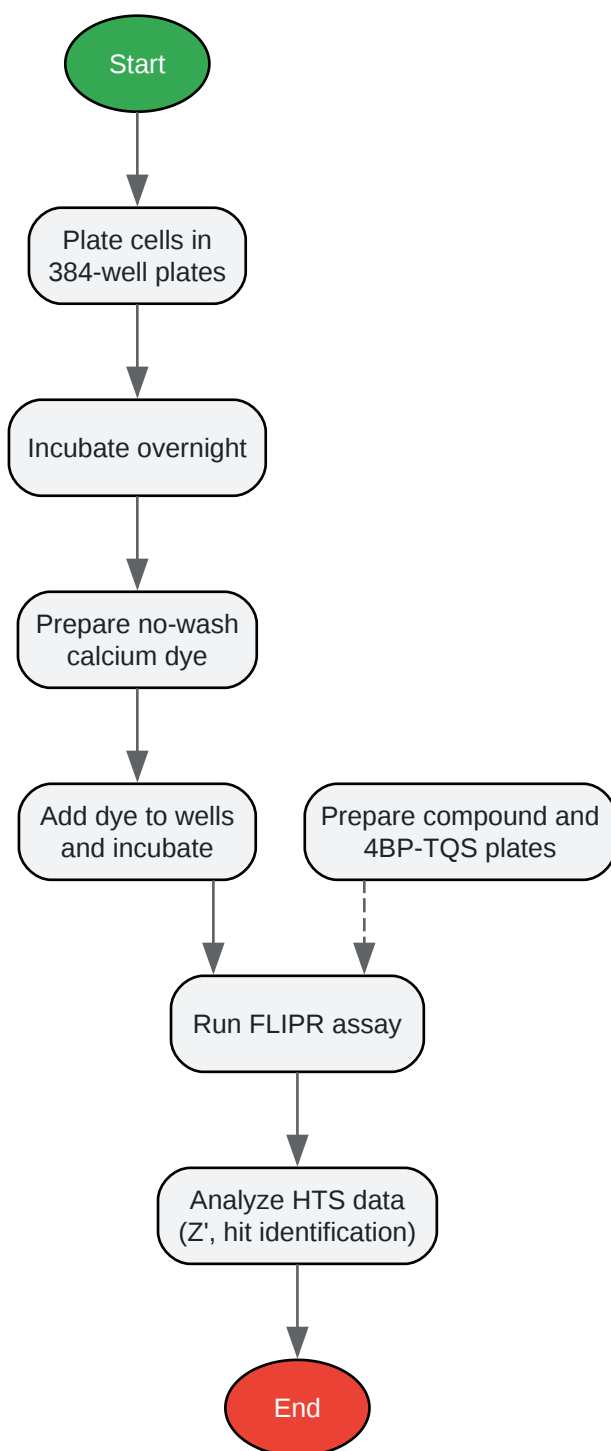 Start
Plate cells in
384-well plates
Incubate overnight
Prepare no-wash
calcium dye
Add dye to wells
and incubate
Prepare compound and
4BP-TQS plates
Run FLIPR assay
Analyze HTS data
(Z', hit identification)
End